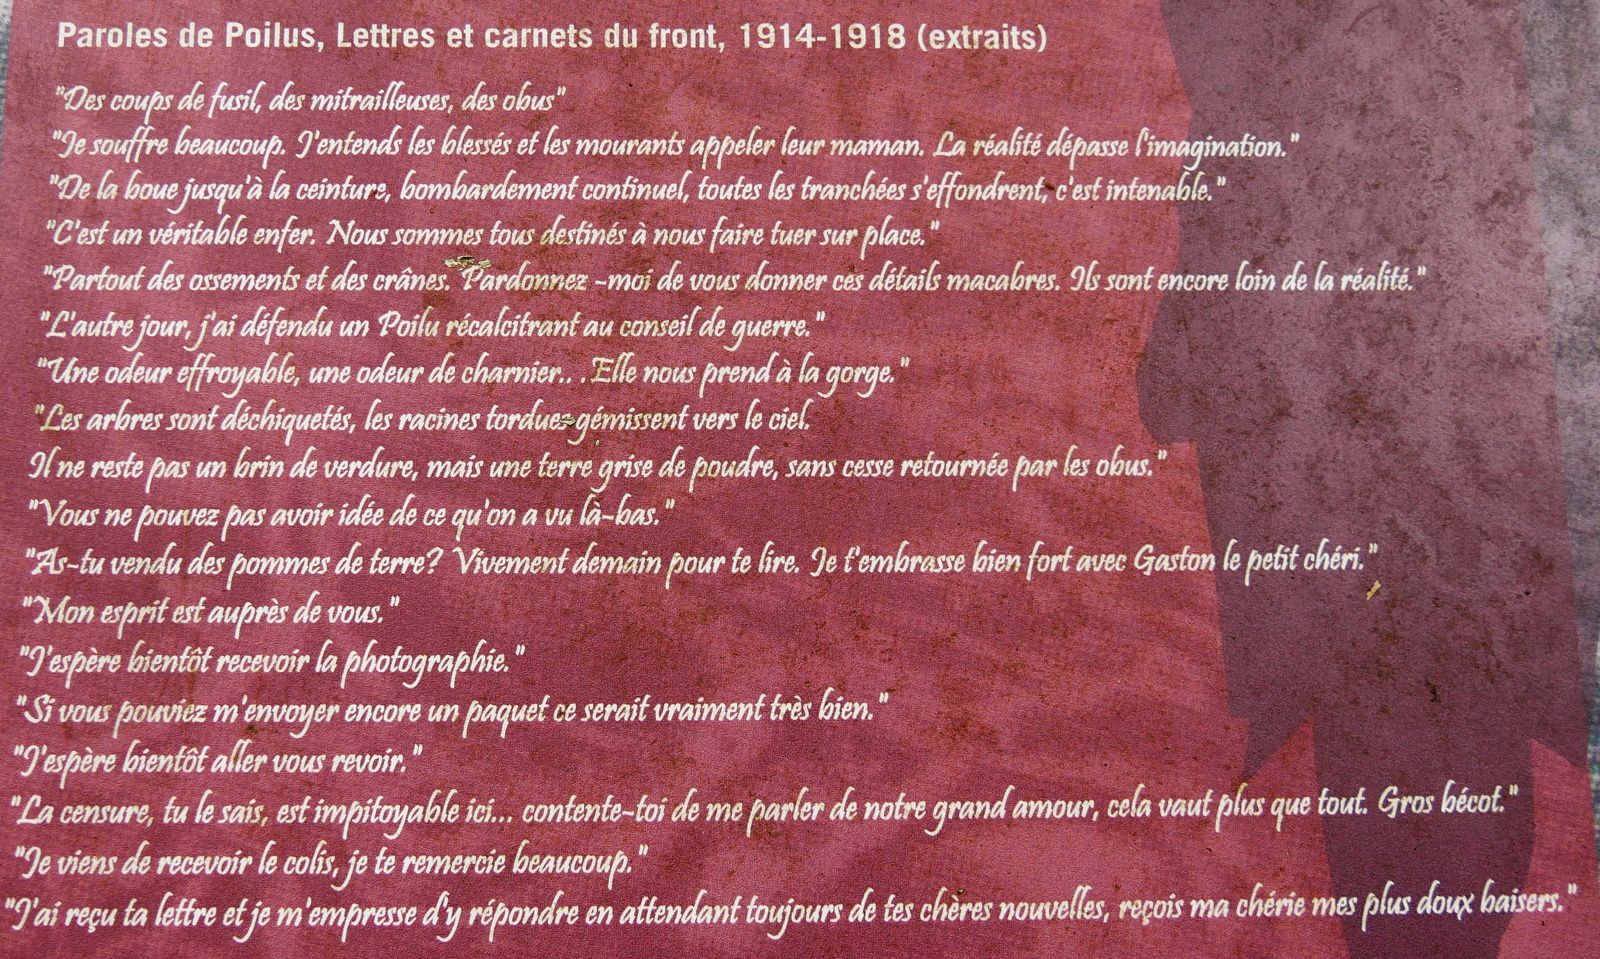 Paroles de Poilus, Lettres et carnets du front, 1914-1918 (extraits)
"Des coups de fusil, des mitrailleuses, des obus"
"Je souffre beaucoup. J'entends les blessés et les mourants appeler leur maman. La réalité dépasse l'imagination."
"De la boue jusqu'à la ceinture, bombardement continuel, toutes les tranchées s'effondrent, c'est intenable."
"C'est un véritable enfer. Nous sommes tous destinés à nous faire tuer sur place."
"Partout des ossements et des crânes. Pardonnez -moi de vous donner ces détails macabres. Ils sont encore loin de la réalité."
"L'autre jour, j'ai défendu un Poilu récalcitrant au conseil de guerre."
"Une odeur effroyable, une odeur de charnier.. .Elle nous prend à la gorge."
"Les arbres sont déchiquetés, les racines tordues gémissent vers le ciel.
Il ne reste pas un brin de verdure, mais une terre grise de poudre, sans cesse retournée par les obus."
"Vous ne pouvez pas avoir idée de ce qu'on a vu là-bas."
"As-tu vendu des pommes de terre? Vivement demain pour te lire. Je t'embrasse bien fort avec Gaston le petit chéri."
"Mon esprit est auprès de vous."
"J'espère bientôt recevoir la photographie."
"Si vous pouviez m'envoyer encore un paquet ce serait vraiment très bien."
"J'espère bientôt aller vous revoir."
"La censure, tu le sais, est impitoyable ici... contente-toi de me parler de notre grand amour, cela vaut plus que tout. Gros bécot."
"Je viens de recevoir le colis, je te remercie beaucoup."
"J'ai reçu ta lettre et je m'empresse d'y répondre en attendant toujours de tes chères nouvelles, reçois ma chérie mes plus doux baisers."